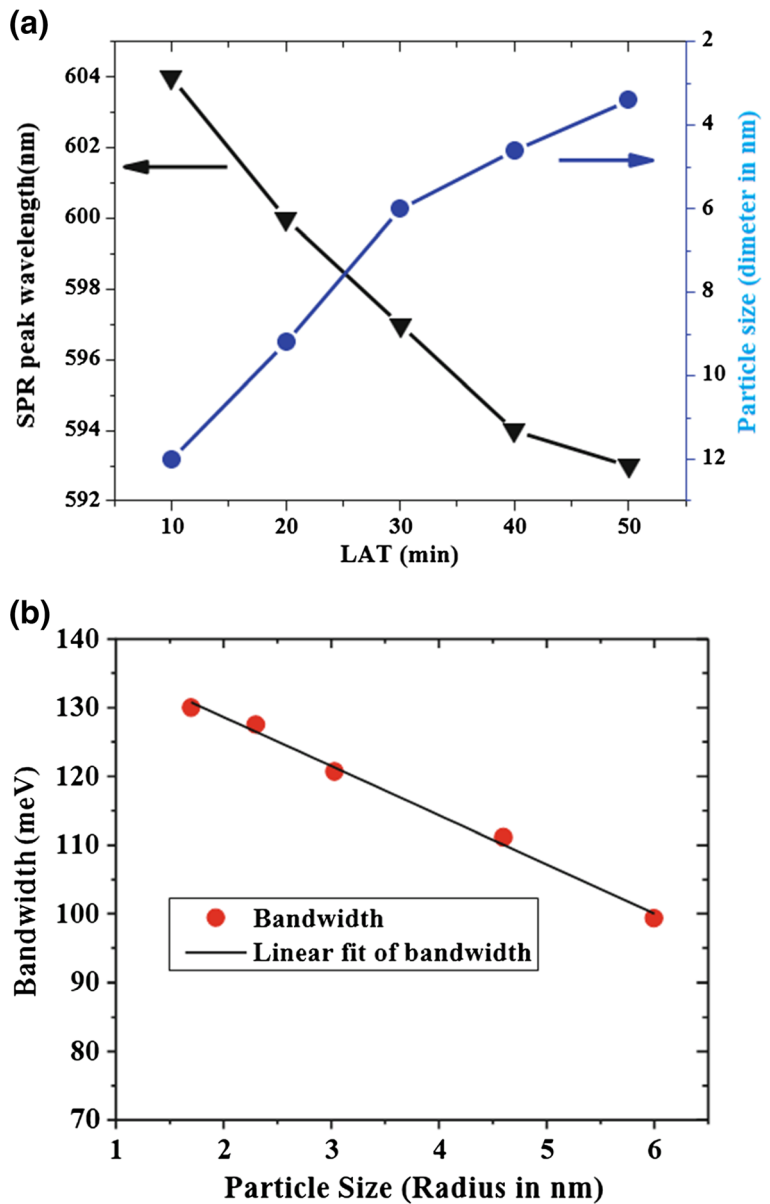 (a)
SPR peak wavelength(nm)
604
602
600
598
596
594
592
2
4
6
8
10
12
Particle size (dimeter in nm)
10 20 30 40 50
LAT (min)
(b)
Bandwidth (meV)
140
130
120
110
100
90
80
70
Bandwidth
Linear fit of bandwidth
1 2 3 4 5 6
Particle Size (Radius in nm)